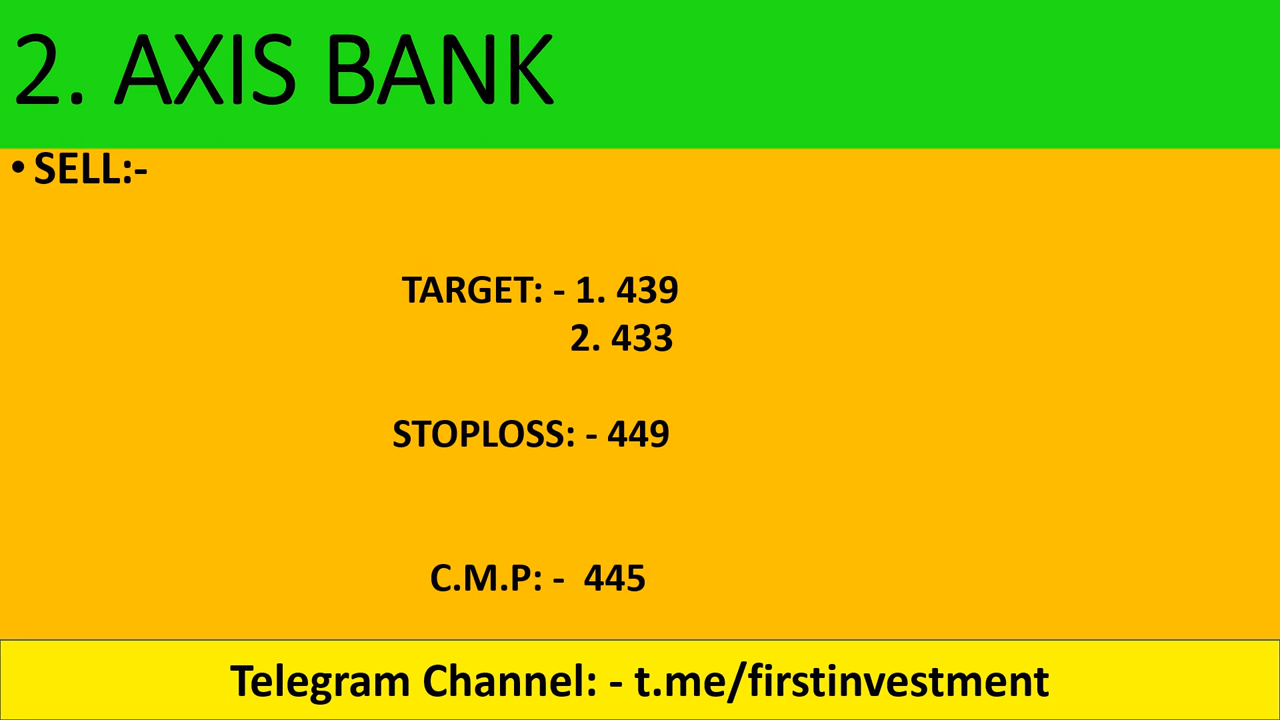 2. AXIS BANK
• SELL:-
TARGET: - 1. 439
2. 433
STOPLOSS: - 449
C.M.P: -  445
Telegram Channel: - t.me/firstinvestment